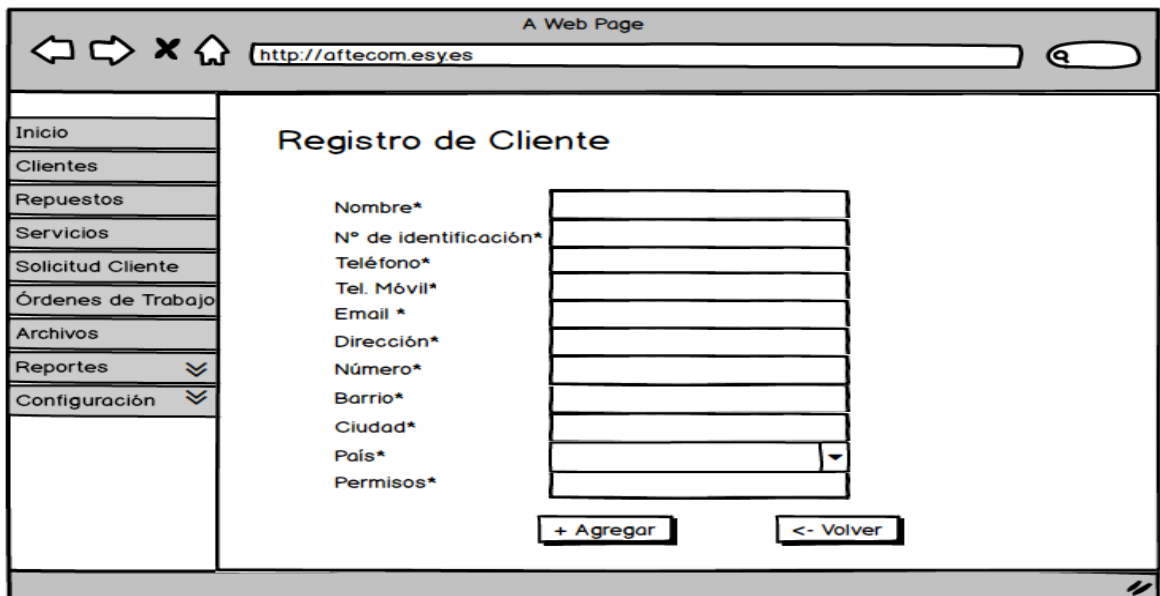 A Web Page
http://aftecom.esy.es
Inicio
Clientes
Repuestos
Servicios
Solicitud Cliente
Órdenes de Trabajo
Archivos
Reportes
Configuración
Registro de Cliente
Nombre*
Nº de identificación*
Teléfono*
Tel. Móvil*
Email *
Dirección*
Número*
Barrio*
Ciudad*
País*
Permisos*
+ Agregar
<- Volver